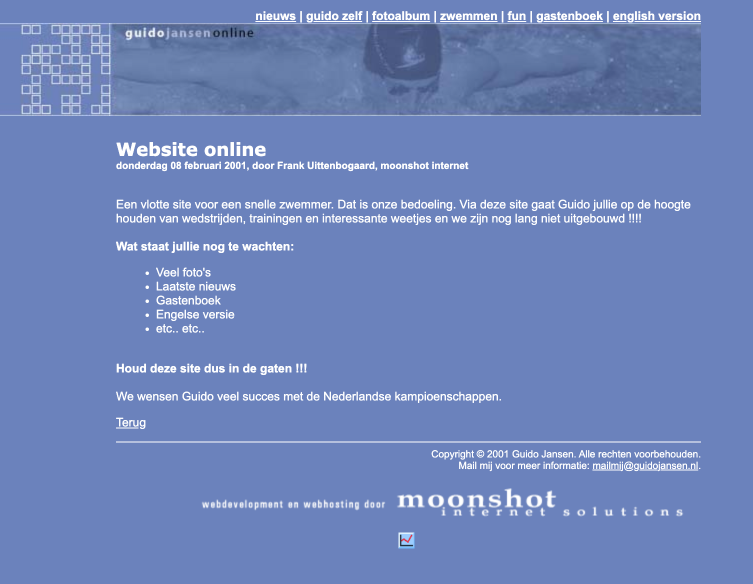 nieuws | guido zelf | fotoalbum | zwemmen | fun | gastenboek | english version
guidojansenonline
Website online
donderdag 08 februari 2001, door Frank Uittenbogaard, moonshot internet
Een vlotte site voor een snelle zwemmer. Dat is onze bedoeling. Via deze site gaat Guido jullie op de hoogte
houden van wedstrijden, trainingen en interessante weetjes en we zijn nog lang niet uitgebouwd !!!!
Wat staat jullie nog te wachten:
• Veel foto's
• Laatste nieuws
• Gastenboek
• Engelse versie
• etc.. etc..
Houd deze site dus in de gaten !!!
We wensen Guido veel succes met de Nederlandse kampioenschappen.
Terug
Copyright © 2001 Guido Jansen. Alle rechten voorbehouden.
Mail mij voor meer informatie: mailmij@guidojansen.nl.
webdevelopment en webhosting door moonshot
internet solutions